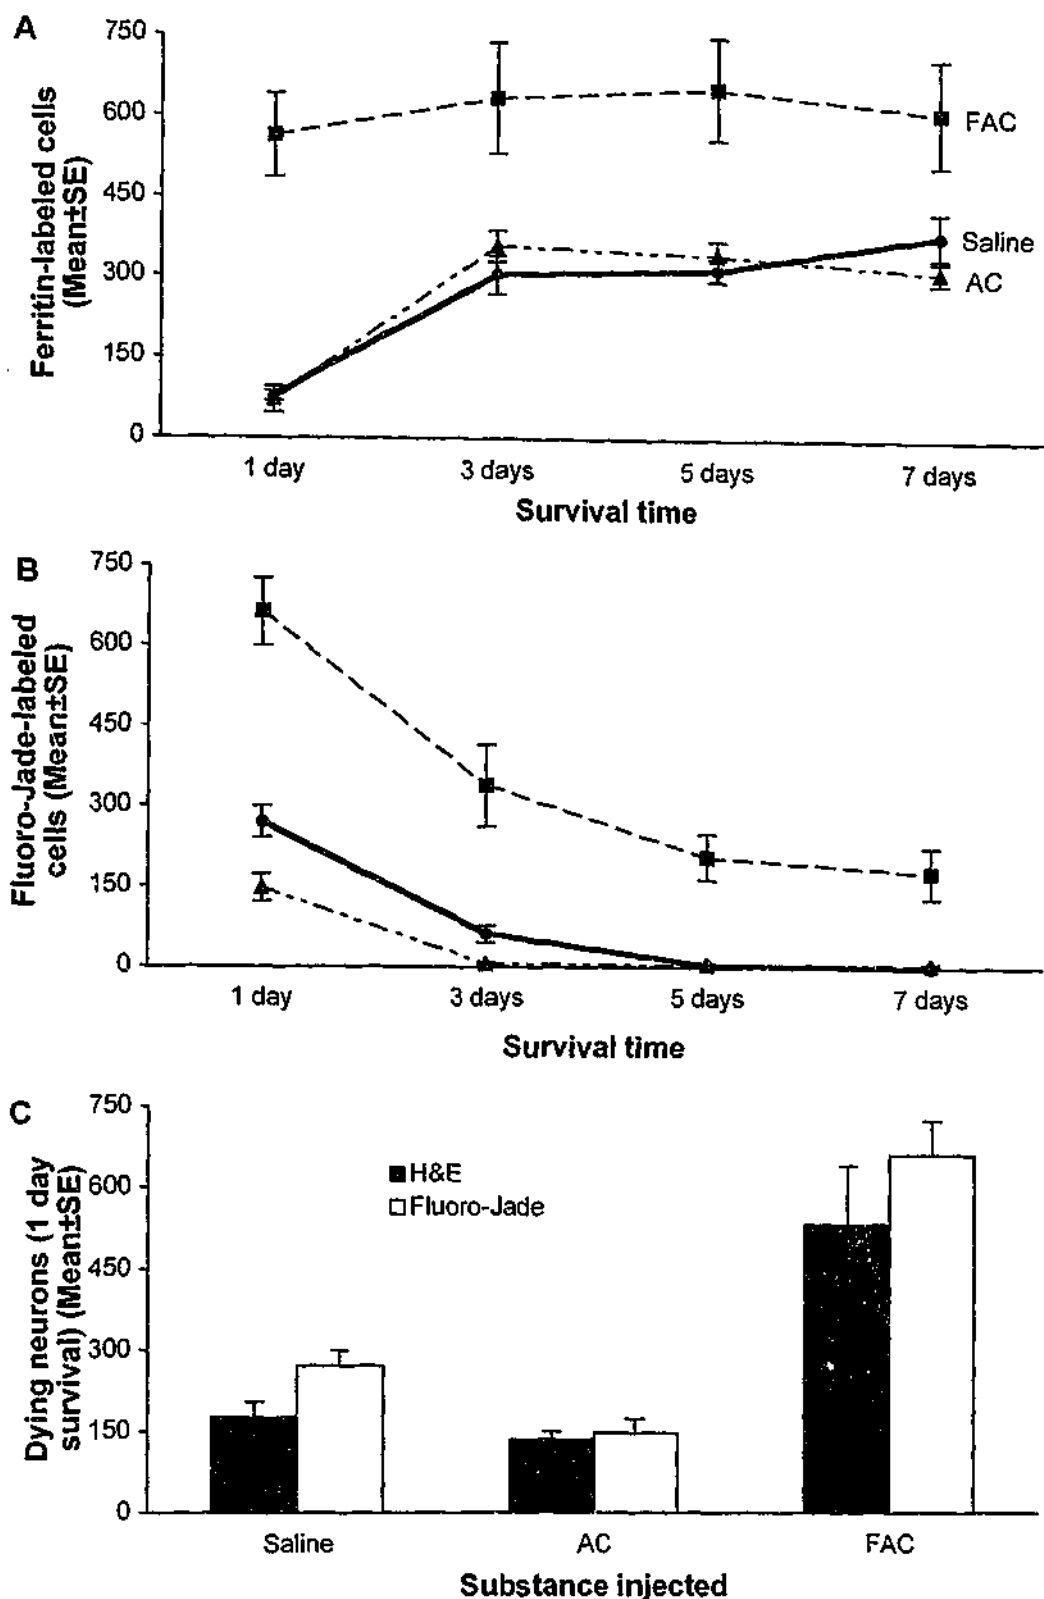 A
750
600
450
300
150
0
Ferritin-labeled cells
(Mean±SE)
FAC
Saline
AC
1 day 3 days 5 days 7 days
Survival time
B
750
600
450
300
150
0
Fluoro-Jade-labeled
cells (Mean±SE)
1 day 3 days 5 days 7 days
Survival time
C
750
600
450
300
150
0
Dying neurons (1 day
survival) (Mean±SE)
H&E
Fluoro-Jade
Saline AC FAC
Substance injected